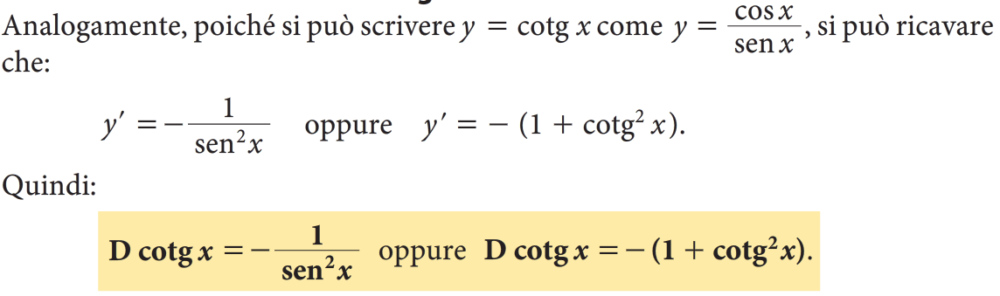 Analogamente, poiché si può scrivere y = cotg x come y = cos x / sen x, si può ricavare
che:
y′ = − 1 / sen²x oppure y′ = − (1 + cotg² x).
Quindi:
D cotg x = − 1 / sen²x oppure D cotg x = − (1 + cotg²x).